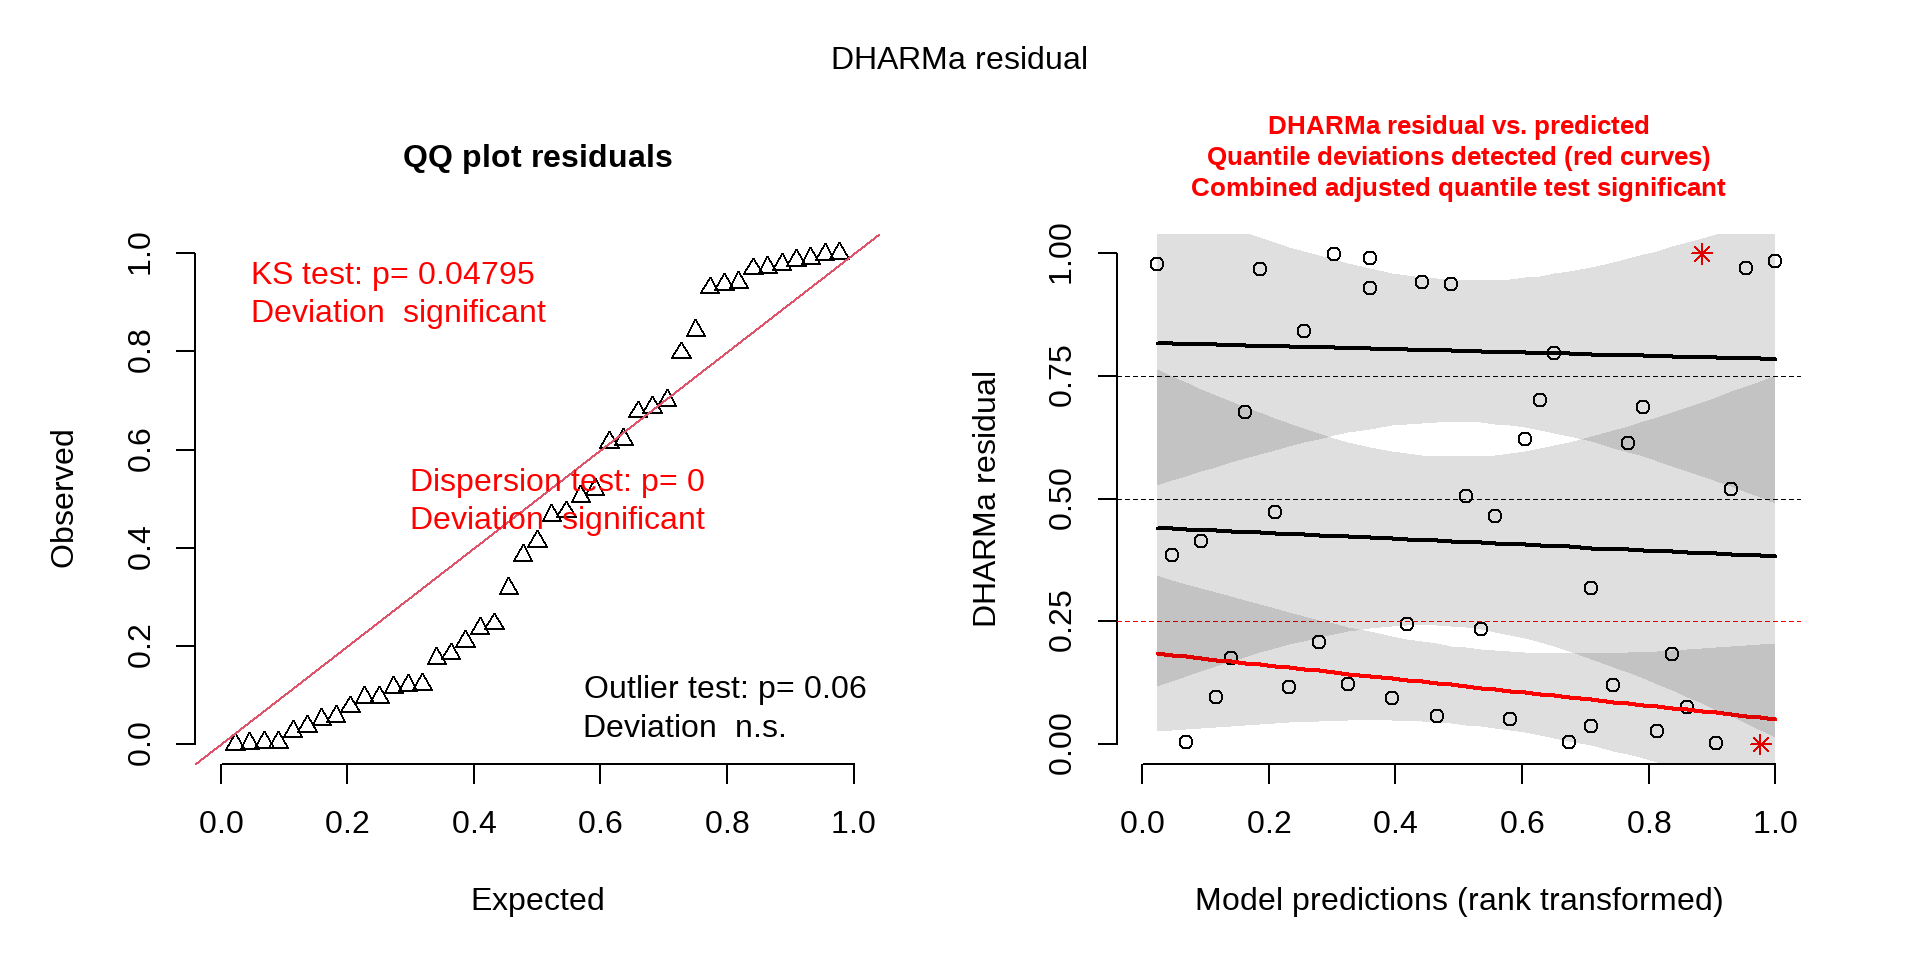 DHARMa residual
QQ plot residuals
KS test: p= 0.04795
Deviation  significant
Dispersion test: p= 0
Deviation  significant
Outlier test: p= 0.06
Deviation  n.s.
Observed
0.0 0.2 0.4 0.6 0.8 1.0
0.0 0.2 0.4 0.6 0.8 1.0
Expected
DHARMa residual vs. predicted
Quantile deviations detected (red curves)
Combined adjusted quantile test significant
DHARMa residual
0.00 0.25 0.50 0.75 1.00
0.0 0.2 0.4 0.6 0.8 1.0
Model predictions (rank transformed)